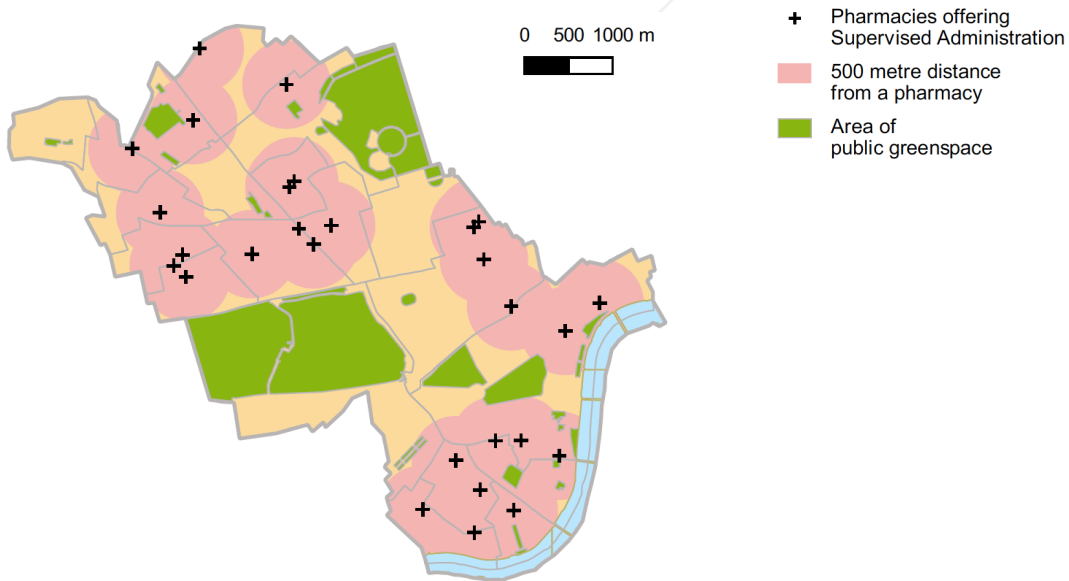 0 500 1000 m
Pharmacies offering
Supervised Administration
500 metre distance
from a pharmacy
Area of
public greenspace